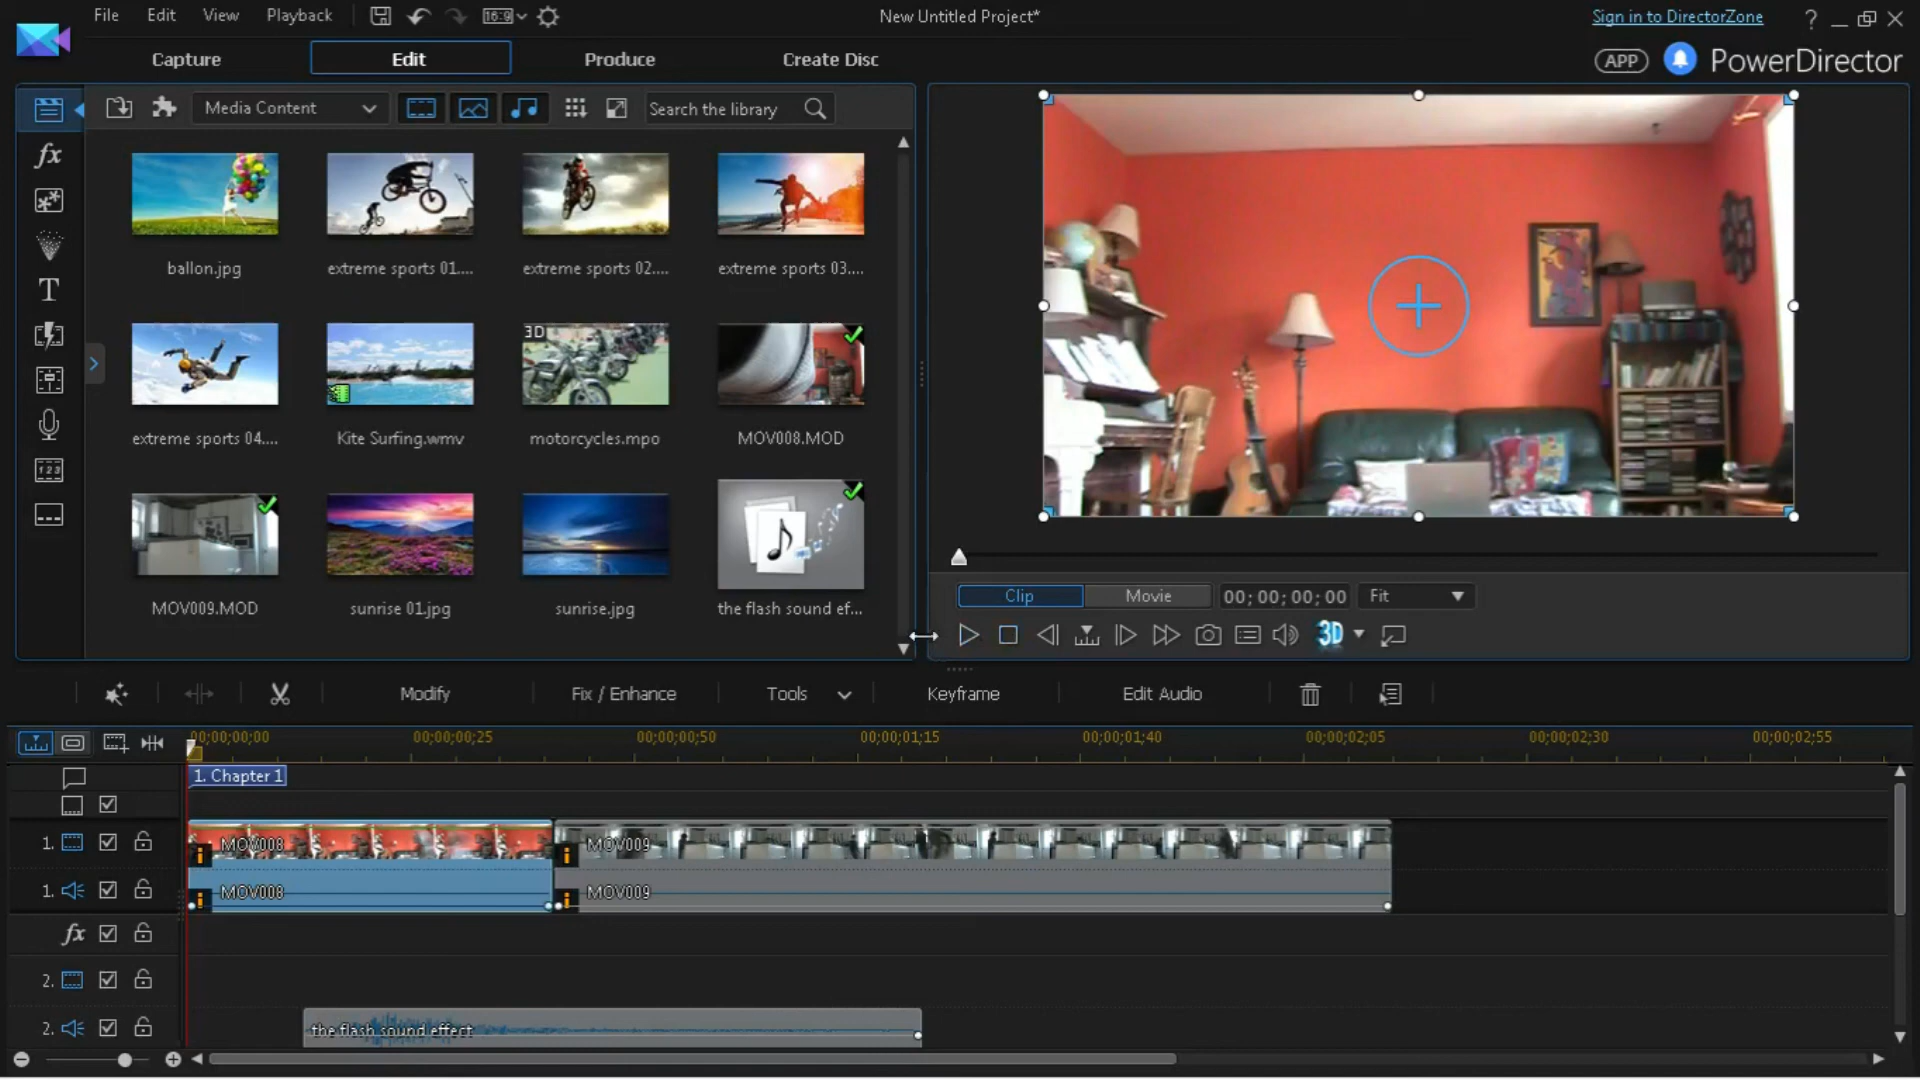 File Edit View Playback 16:9 New Untitled Project* Sign in to DirectorZone ?
Capture Edit Produce Create Disc APP PowerDirector
Media Content Search the library
fx
T
ballon.jpg extreme sports 01.... extreme sports 02.... extreme sports 03....
3D
extreme sports 04.... Kite Surfing.wmv motorcycles.mpo MOV008.MOD
MOV009.MOD sunrise 01.jpg sunrise.jpg the flash sound ef...
Clip Movie 00; 00; 00; 00 Fit
3D
Modify Fix / Enhance Tools Keyframe Edit Audio
00;00;00;00 00;00;00;25 00;00;00;50 00;00;01;15 00;00;01;40 00;00;02;05 00;00;02;30 00;00;02;55
1. Chapter 1
1. MOV008 MOV009
1. MOV008 MOV009
fx
2.
2. the flash sound effect